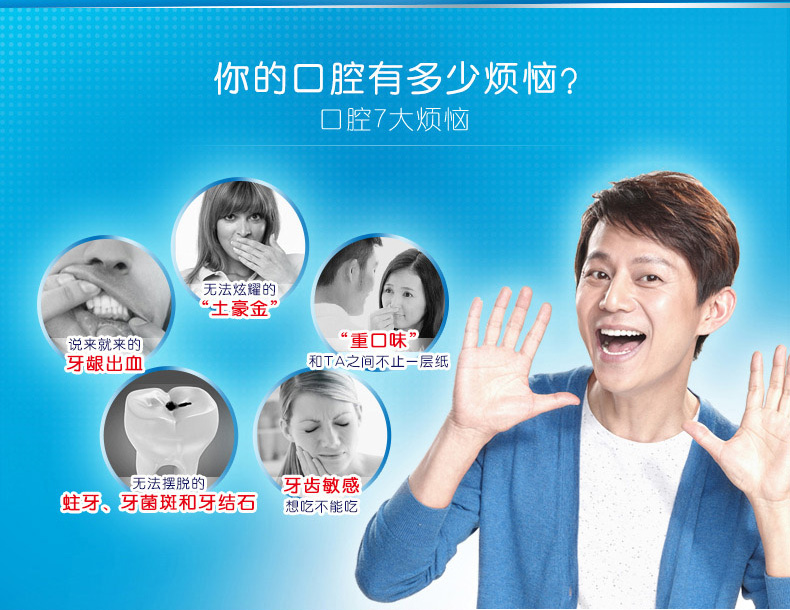 你的口腔有多少烦恼?
口腔7大烦恼
无法炫耀的
“土豪金”
说来就来的
牙龈出血
“重口味”
和TA之间不止一层纸
无法摆脱的
蛀牙、牙菌斑和牙结石
牙齿敏感
想吃不能吃